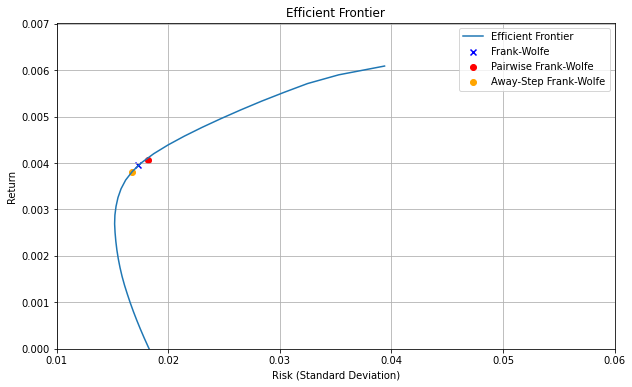 Efficient Frontier
0.007
0.006
0.005
0.004
0.003
0.002
0.001
0.000
Return
Efficient Frontier
Frank-Wolfe
Pairwise Frank-Wolfe
Away-Step Frank-Wolfe
0.01 0.02 0.03 0.04 0.05 0.06
Risk (Standard Deviation)